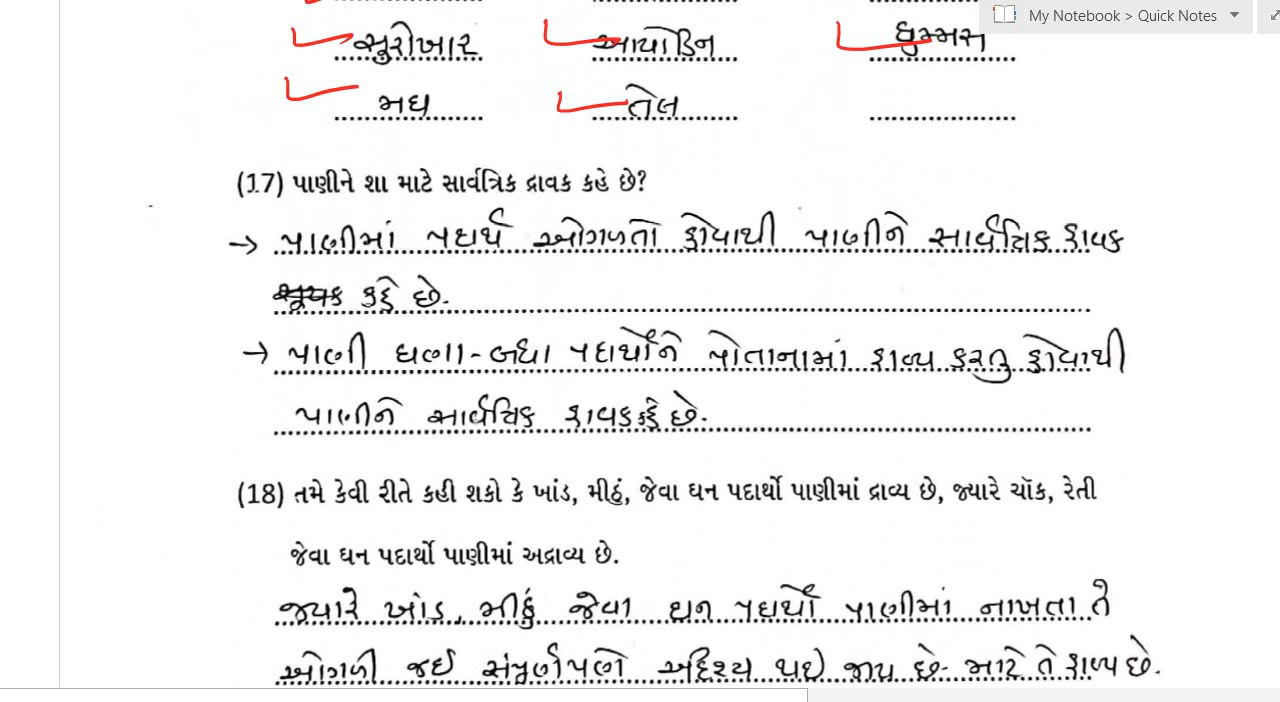 My Notebook > Quick Notes
સૂરોખાર આયોડિન ધુમ્મસ
મધ તેલ
(17) પાણીને શા માટે સાર્વત્રિક દ્રાવક કહે છે?
→ પાણીમાં પદાર્થ ઓગળતો હોવાથી પાણીને સાર્વત્રિક દ્રાવક
કહે છે.
→ પાણી ઘણા-બધા પદાર્થોને પોતાનામાં દ્રાવ્ય કરતુ હોવાથી
પાણીને સાર્વત્રિક દ્રાવક કહે છે.
(18) તમે કેવી રીતે કહી શકો કે ખાંડ, મીઠું, જેવા ઘન પદાર્થો પાણીમાં દ્રાવ્ય છે, જ્યારે ચૉક, રેતી
જેવા ઘન પદાર્થો પાણીમાં અદ્રાવ્ય છે.
જ્યારે ખાંડ, મીઠું જેવા ઘન પદાર્થો પાણીમાં નાખતા તે
ઓગળી જઈ સંપૂર્ણપણે અદ્દિશ્ય થઈ જાય છે. માટે તે દ્રાવ્ય છે.